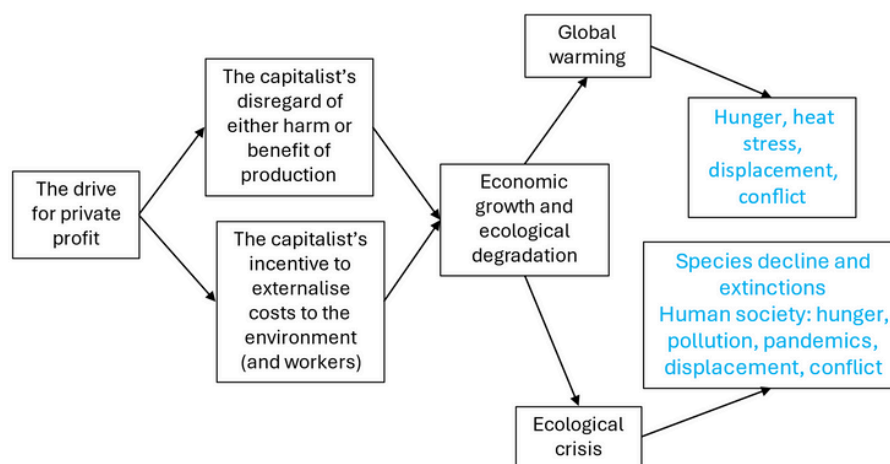 The drive
for private
profit
The capitalist's
disregard of
either harm or
benefit of
production
The capitalist's
incentive to
externalise
costs to the
environment
(and workers)
Economic
growth and
ecological
degradation
Global
warming
Hunger, heat
stress,
displacement,
conflict
Species decline and
extinctions
Human society: hunger,
pollution, pandemics,
displacement, conflict
Ecological
crisis